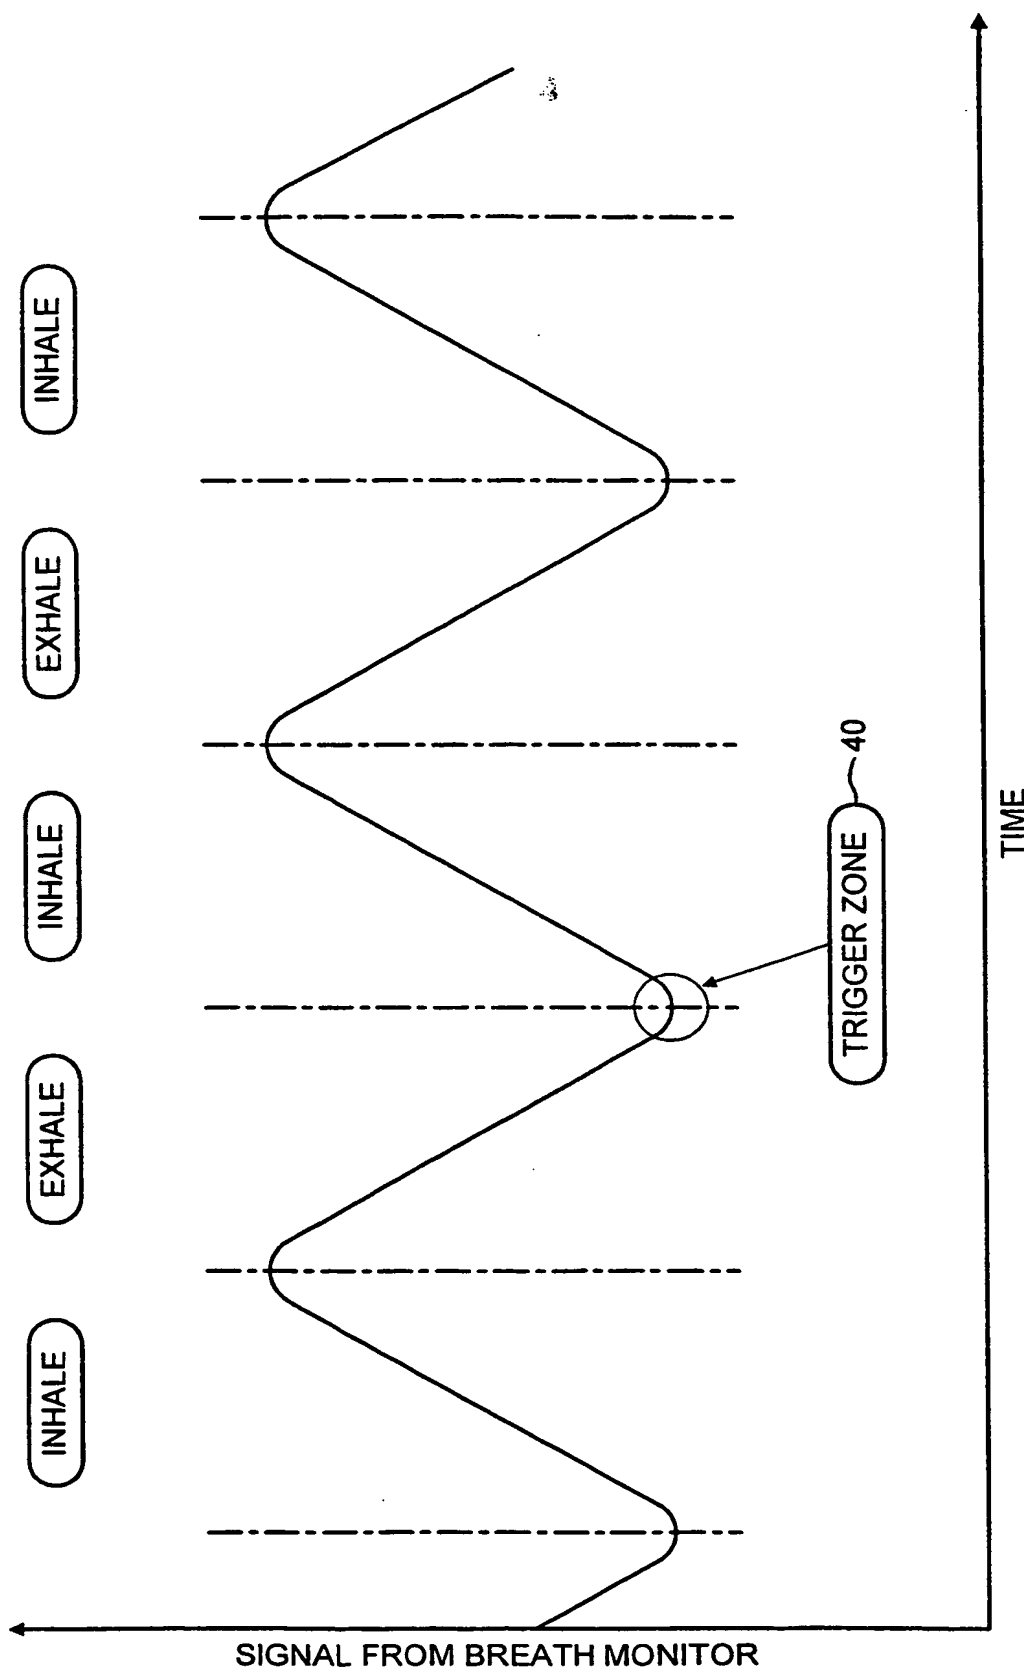 INHALE
EXHALE
INHALE
EXHALE
INHALE
TRIGGER ZONE
40
TIME
SIGNAL FROM BREATH MONITOR